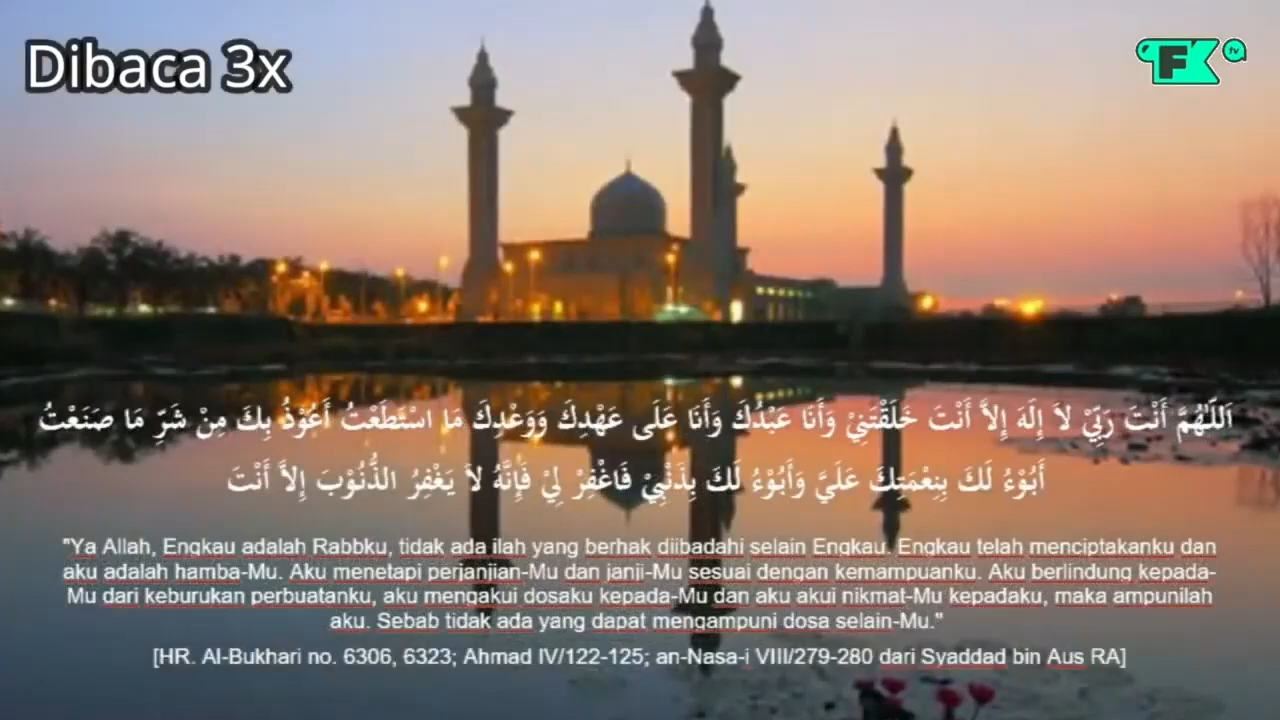 Dibaca 3x
FK tv
اَللّٰهُمَّ أَنْتَ رَبِّيْ لاَ إِلَهَ إِلاَّ أَنْتَ خَلَقْتَنِيْ وَأَنَا عَبْدُكَ وَأَنَا عَلَى عَهْدِكَ وَوَعْدِكَ مَا اسْتَطَعْتُ أَعُوْذُ بِكَ مِنْ شَرِّ مَا صَنَعْتُ
أَبُوْءُ لَكَ بِنِعْمَتِكَ عَلَيَّ وَأَبُوْءُ لَكَ بِذَنْبِيْ فَاغْفِرْ لِيْ فَإِنَّهُ لاَ يَغْفِرُ الذُّنُوْبَ إِلاَّ أَنْتَ
"Ya Allah, Engkau adalah Rabbku, tidak ada ilah yang berhak diibadahi selain Engkau. Engkau telah menciptakanku dan
aku adalah hamba-Mu. Aku menetapi perjanjian-Mu dan janji-Mu sesuai dengan kemampuanku. Aku berlindung kepada-
Mu dari keburukan perbuatanku, aku mengakui dosaku kepada-Mu dan aku akui nikmat-Mu kepadaku, maka ampunilah
aku. Sebab tidak ada yang dapat mengampuni dosa selain-Mu."
[HR. Al-Bukhari no. 6306, 6323; Ahmad IV/122-125; an-Nasa-i VIII/279-280 dari Syaddad bin Aus RA]